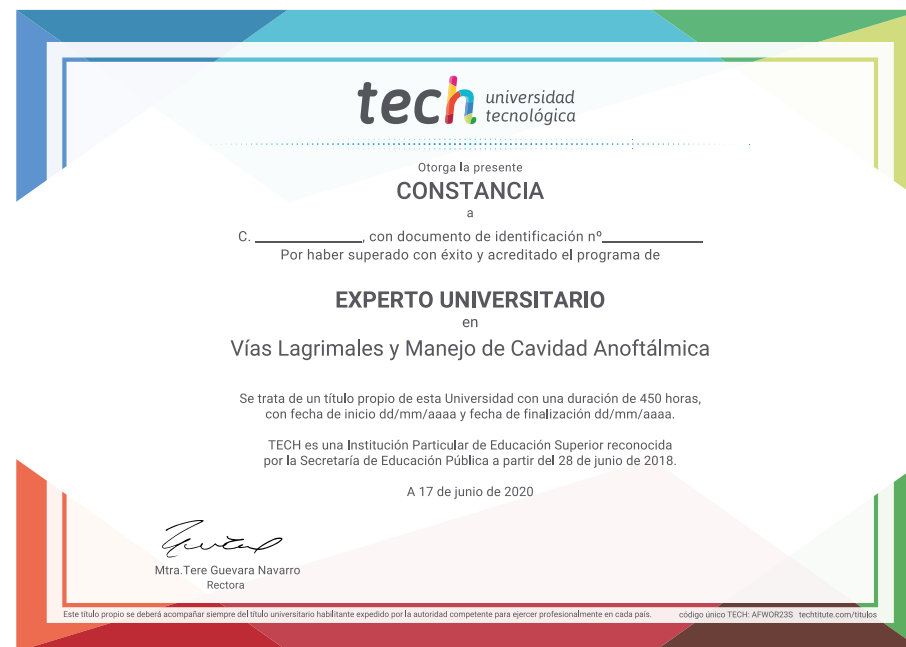 tech universidad
tecnológica
Otorga la presente
CONSTANCIA
a
C. ____________, con documento de identificación nº____________
Por haber superado con éxito y acreditado el programa de
EXPERTO UNIVERSITARIO
en
Vías Lagrimales y Manejo de Cavidad Anoftálmica
Se trata de un título propio de esta Universidad con una duración de 450 horas,
con fecha de inicio dd/mm/aaaa y fecha de finalización dd/mm/aaaa.
TECH es una Institución Particular de Educación Superior reconocida
por la Secretaría de Educación Pública a partir del 28 de junio de 2018.
A 17 de junio de 2020
Mtra.Tere Guevara Navarro
Rectora
Este título propio se deberá acompañar siempre del título universitario habilitante expedido por la autoridad competente para ejercer profesionalmente en cada país. código único TECH: AFWOR23S techtitute.com/titulos